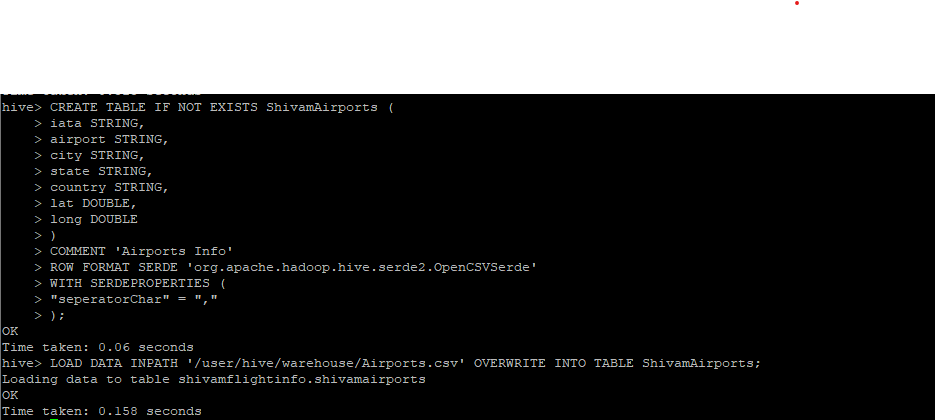 hive> CREATE TABLE IF NOT EXISTS ShivamAirports (
    > iata STRING,
    > airport STRING,
    > city STRING,
    > state STRING,
    > country STRING,
    > lat DOUBLE,
    > long DOUBLE
    > )
    > COMMENT 'Airports Info'
    > ROW FORMAT SERDE 'org.apache.hadoop.hive.serde2.OpenCSVSerde'
    > WITH SERDEPROPERTIES (
    > "seperatorChar" = ","
    > );
OK
Time taken: 0.06 seconds
hive> LOAD DATA INPATH '/user/hive/warehouse/Airports.csv' OVERWRITE INTO TABLE ShivamAirports;
Loading data to table shivamflightinfo.shivamairports
OK
Time taken: 0.158 seconds